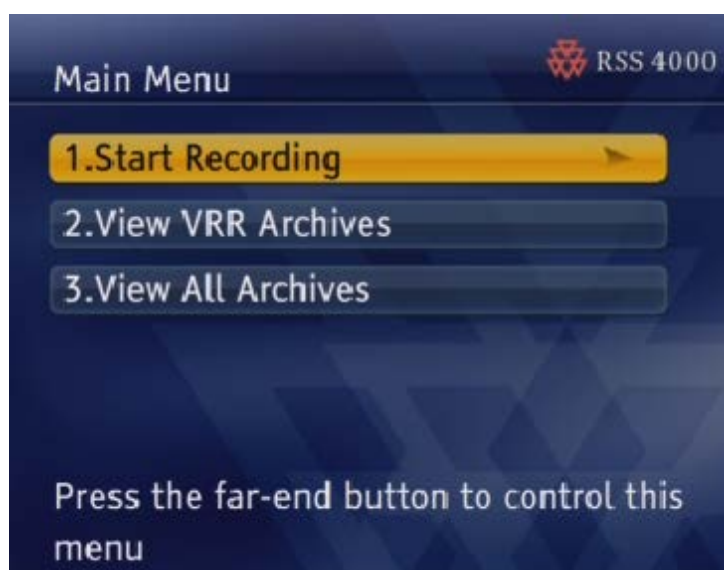 RSS 4000
Main Menu
1.Start Recording
2.View VRR Archives
3.View All Archives
Press the far-end button to control this
menu